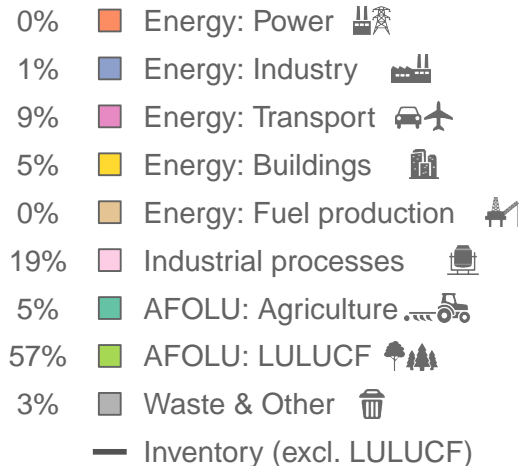 0% Energy: Power
1% Energy: Industry
9% Energy: Transport
5% Energy: Buildings
0% Energy: Fuel production
19% Industrial processes
5% AFOLU: Agriculture
57% AFOLU: LULUCF
3% Waste & Other
Inventory (excl. LULUCF)